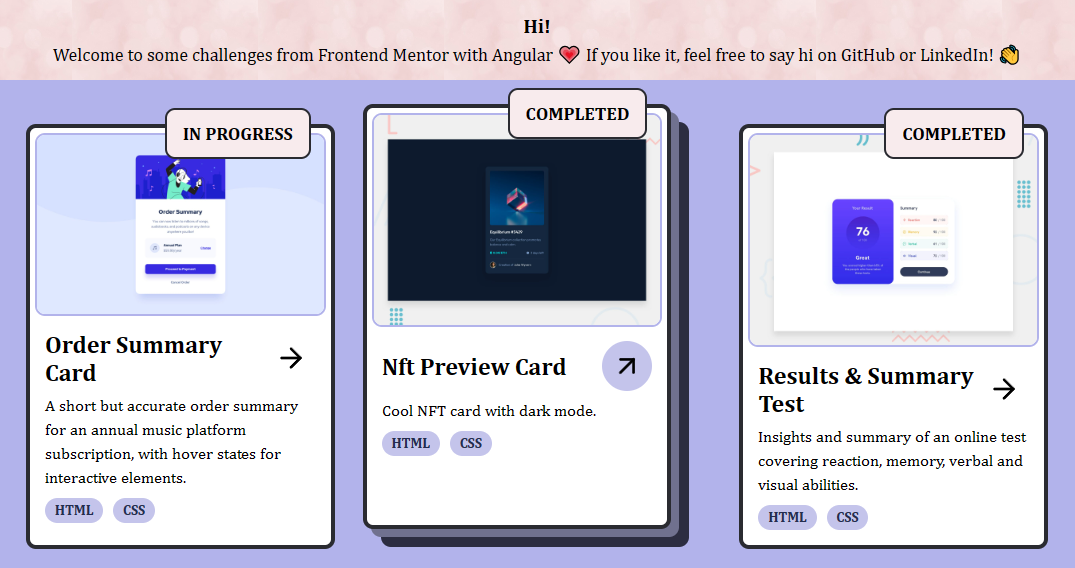 Hi!
Welcome to some challenges from Frontend Mentor with Angular 💗 If you like it, feel free to say hi on GitHub or LinkedIn! 👏
IN PROGRESS
Order Summary
Annual Plan
Proceed to Payment
Cancel Order
Order Summary
Card
A short but accurate order summary
for an annual music platform
subscription, with hover states for
interactive elements.
HTML CSS
COMPLETED
Equilibrium #3429
Nft Preview Card
Cool NFT card with dark mode.
HTML CSS
COMPLETED
Your Result
Summary
76
Great
Continue
Results & Summary
Test
Insights and summary of an online test
covering reaction, memory, verbal and
visual abilities.
HTML CSS